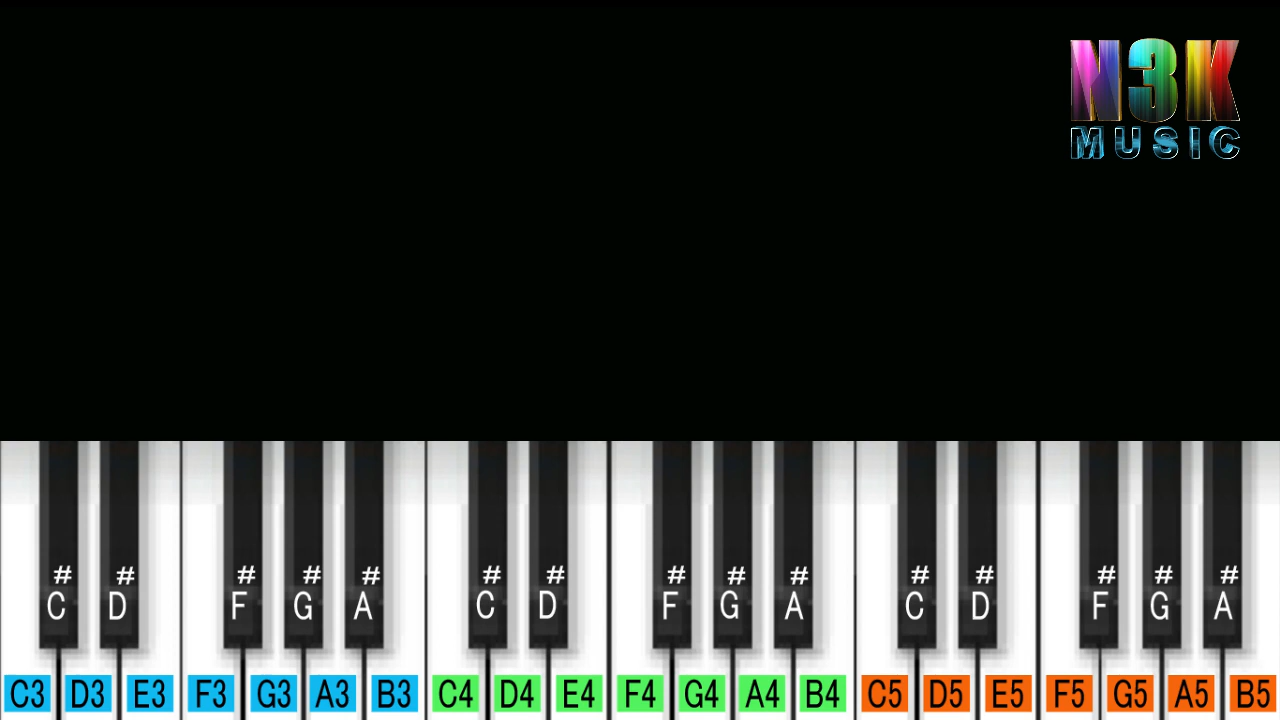 N3K
MUSIC
# # # # # # # # # # # # # # #
C D F G A C D F G A C D F G A
C3 D3 E3 F3 G3 A3 B3 C4 D4 E4 F4 G4 A4 B4 C5 D5 E5 F5 G5 A5 B5